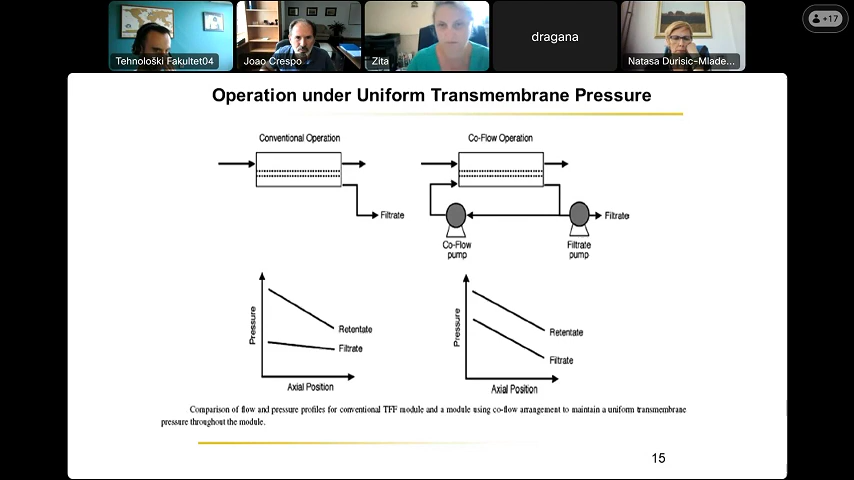 +17
Tehnološki Fakultet04
Joao Crespo
Zita
dragana
Natasa Durisic-Mlade...
Operation under Uniform Transmembrane Pressure
Conventional Operation
Co-Flow Operation
Filtrate
Filtrate
Co-Flow
pump
Filtrate
pump
Pressure
Retentate
Filtrate
Axial Position
Pressure
Retentate
Filtrate
Axial Position
Comparison of flow and pressure profiles for conventional TFF module and a module using co-flow arrangement to maintain a uniform transmembrane
pressure throughout the module.
15